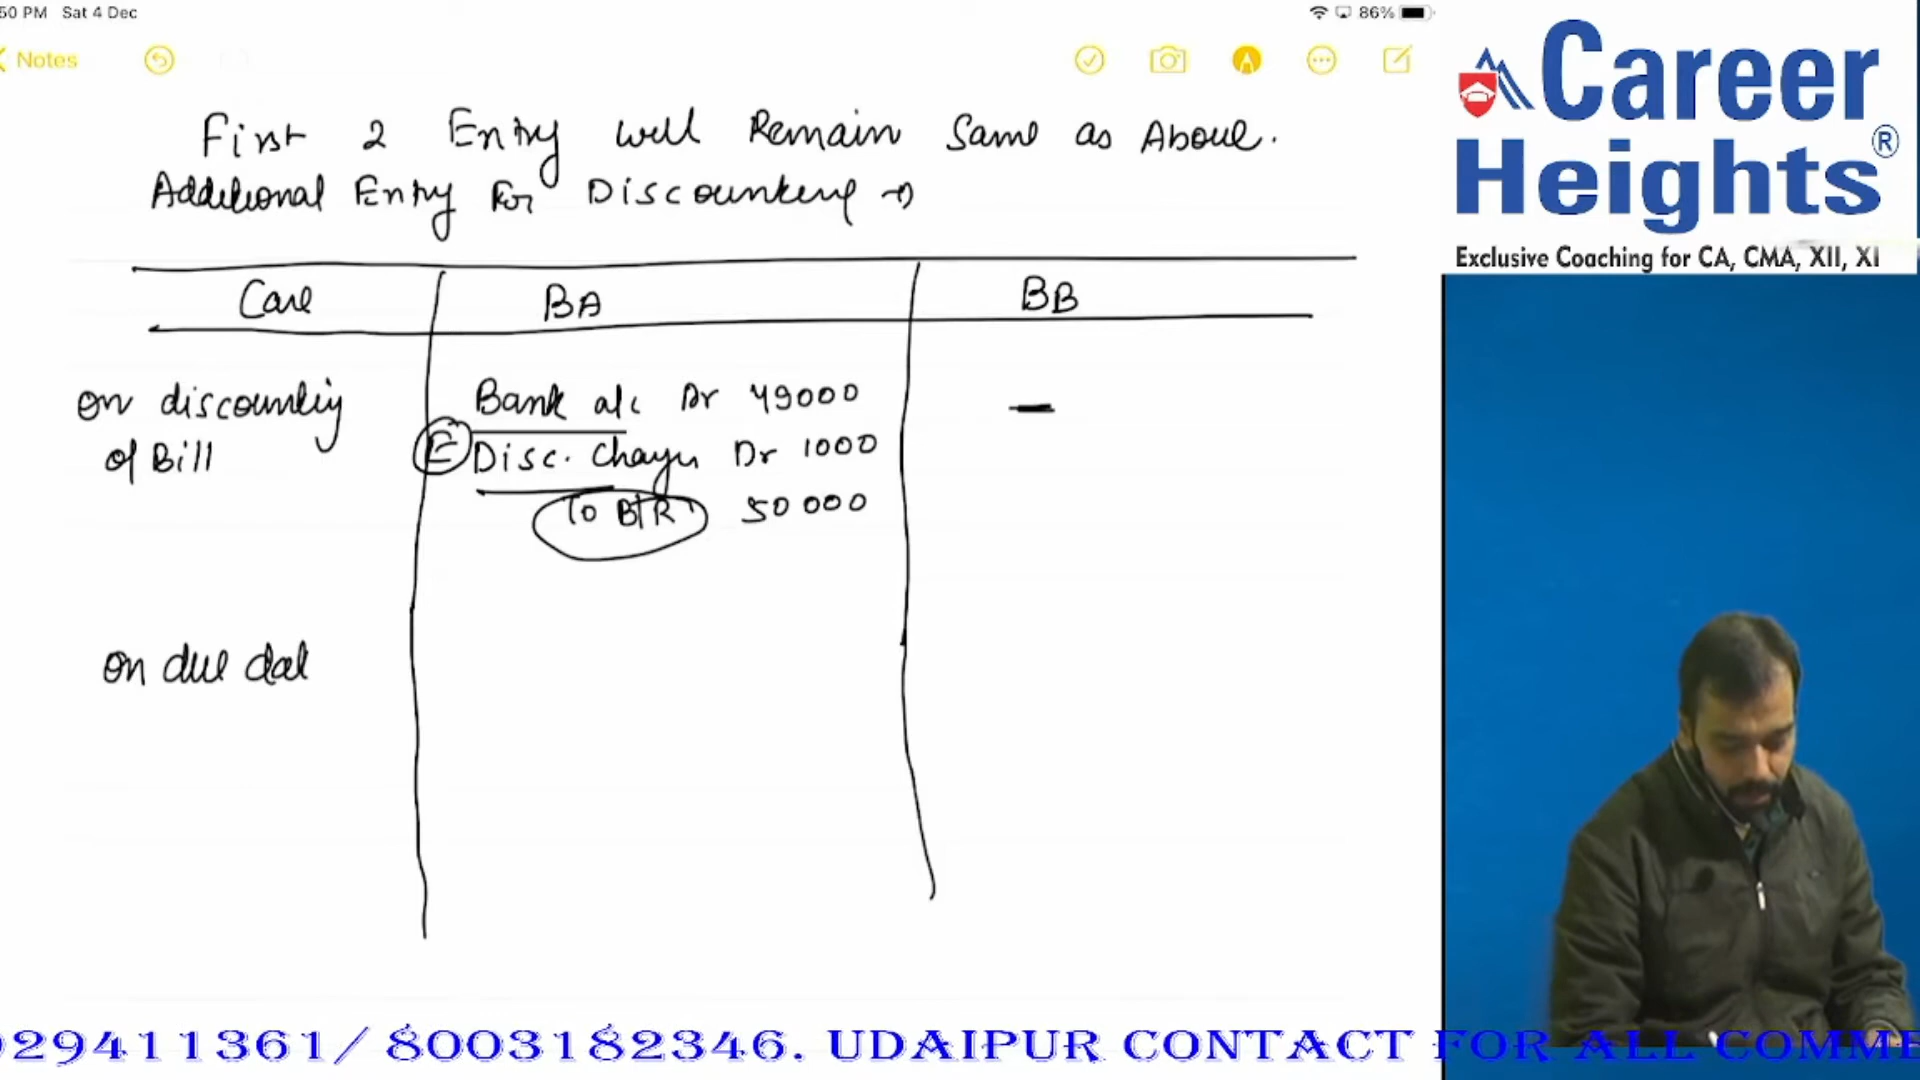 50 PM Sat 4 Dec
86%
Notes
First 2 Entry will Remain Same as Above.
Additional Entry For Discounting →
Case
BA
BB
on discounting
of Bill
Bank a/c Dr 49000
E Disc. Charges Dr 1000
To B/R 50000
—
on due dat
Career
Heights®
Exclusive Coaching for CA, CMA, XII, XI
029411361/ 8003182346. UDAIPUR CONTACT FOR ALL COMME